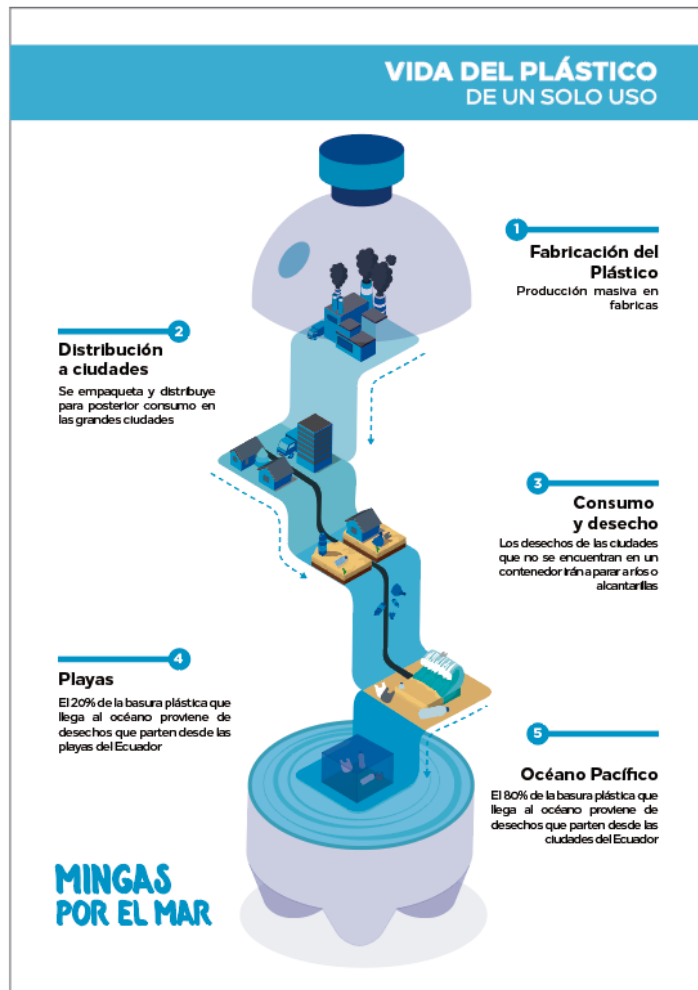 VIDA DEL PLÁSTICO
DE UN SOLO USO
1
Fabricación del
Plástico
Producción masiva en
fabricas
2
Distribución
a ciudades
Se empaqueta y distribuye
para posterior consumo en
las grandes ciudades
3
Consumo
y desecho
Los desechos de las ciudades
que no se encuentran en un
contenedor irán a parar a ríos o
alcantarillas
4
Playas
El 20% de la basura plástica que
llega al océano proviene de
desechos que parten desde las
playas del Ecuador
5
Océano Pacífico
El 80% de la basura plástica que
llega al océano proviene de
desechos que parten desde las
ciudades del Ecuador
MINGAS
POR EL MAR